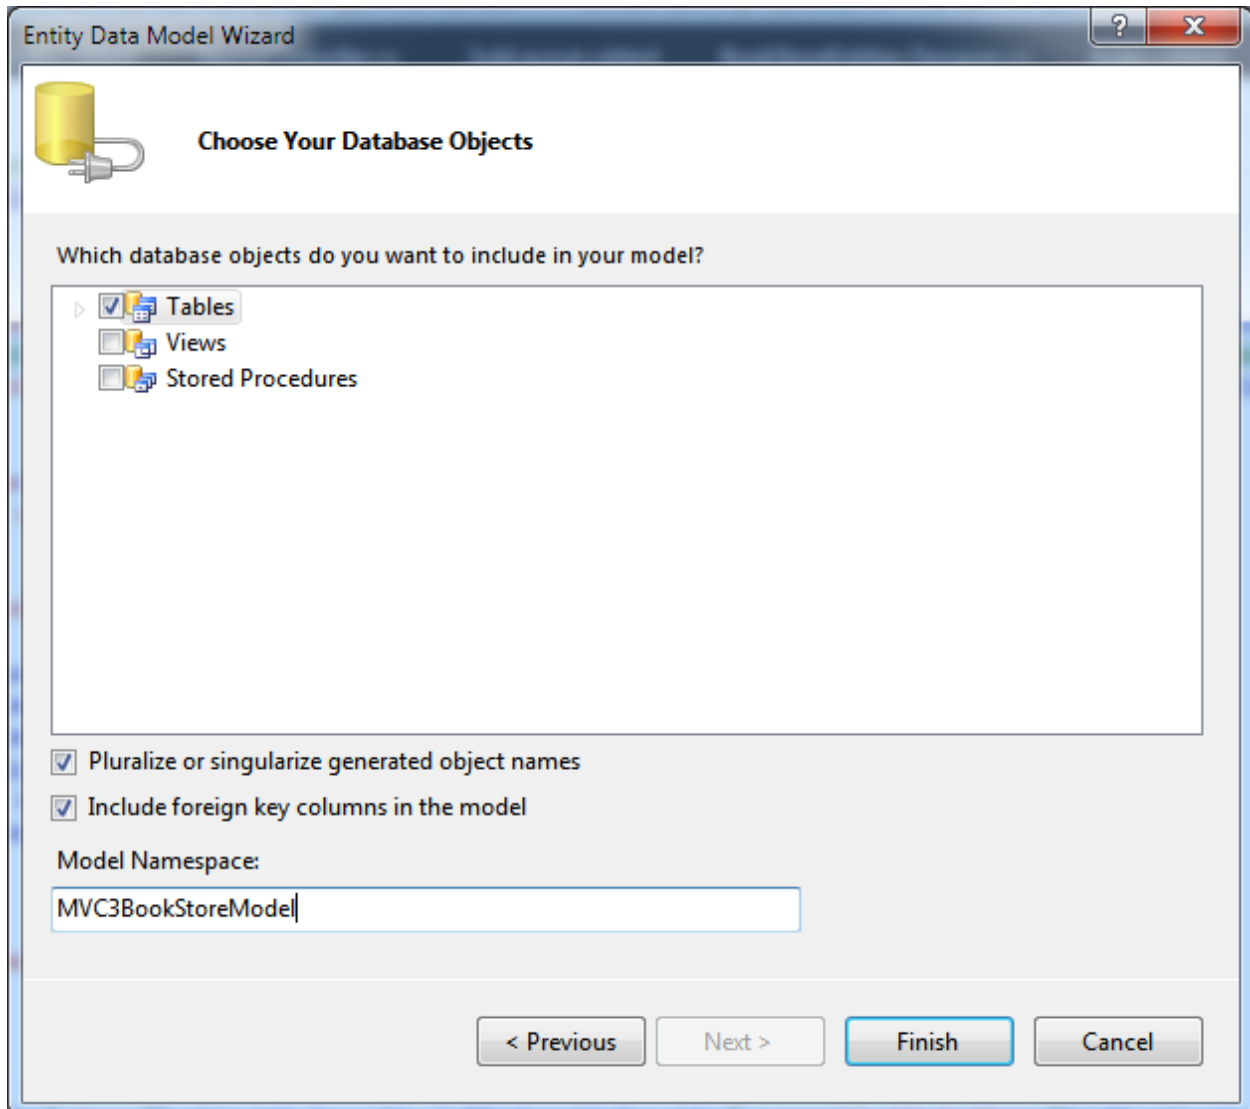 Entity Data Model Wizard
?
X
Choose Your Database Objects
Which database objects do you want to include in your model?
Tables
Views
Stored Procedures
Pluralize or singularize generated object names
Include foreign key columns in the model
Model Namespace:
MVC3BookStoreModel
< Previous
Next >
Finish
Cancel